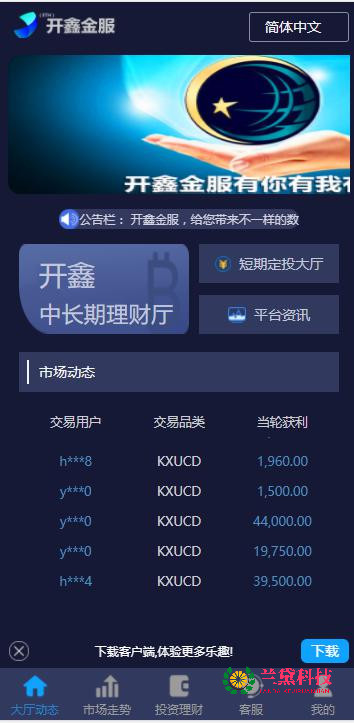 开鑫金服
简体中文
开鑫金服有你有我
公告栏： 开鑫金服，给您带来不一样的数
开鑫
中长期理财厅
短期定投大厅
平台资讯
市场动态
交易用户 交易品类 当轮获利
h***8 KXUCD 1,960.00
y***0 KXUCD 1,500.00
y***0 KXUCD 44,000.00
y***0 KXUCD 19,750.00
h***4 KXUCD 39,500.00
下载客户端,体验更多乐趣!
下载
兰黛科技
大厅动态 市场走势 投资理财 客服 我的